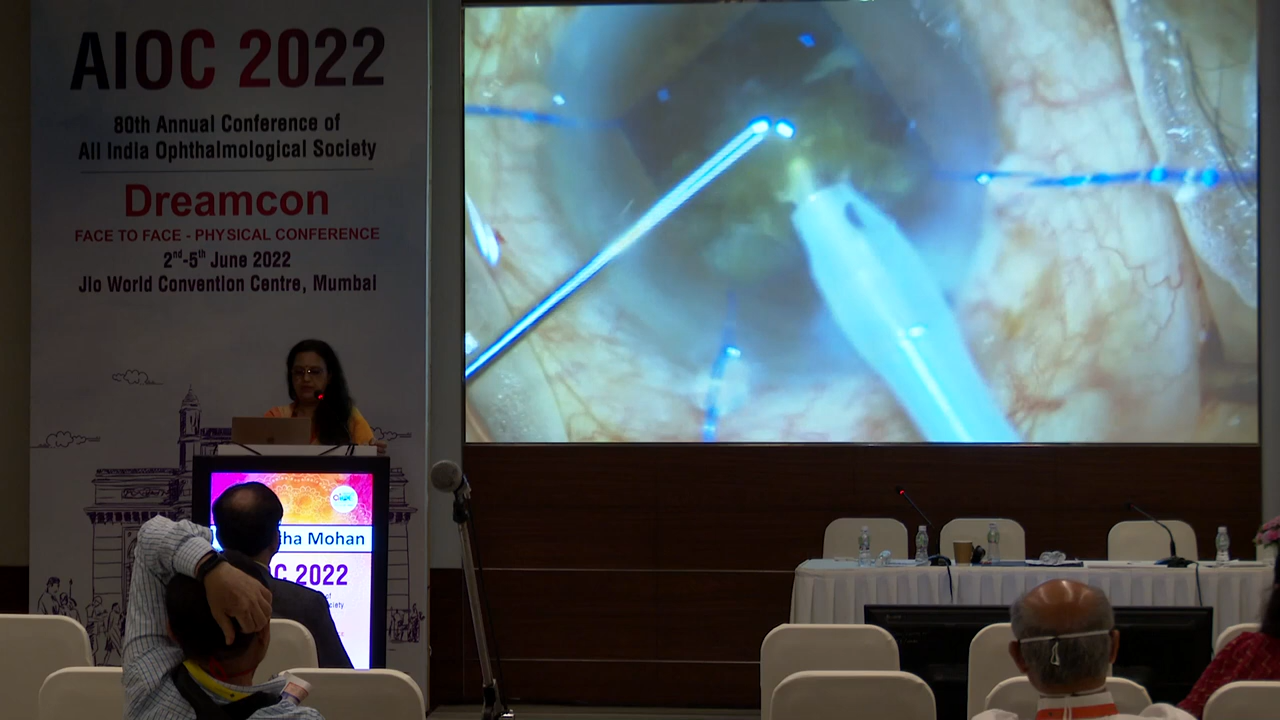 AIOC 2022
80th Annual Conference of
All India Ophthalmological Society
Dreamcon
FACE TO FACE - PHYSICAL CONFERENCE
2nd-5th June 2022
Jio World Convention Centre, Mumbai
Mohan
2022